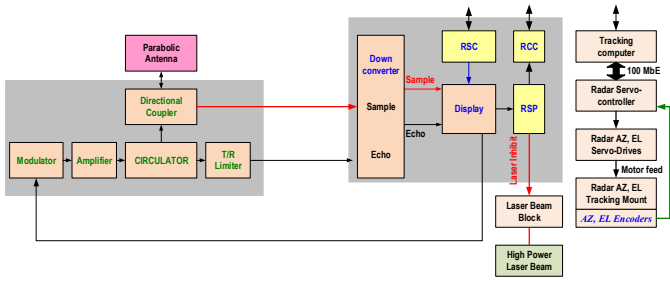 Parabolic
Antenna
Directional
Coupler
Modulator
Amplifier
CIRCULATOR
T/R
Limiter
Down
converter
Sample
Echo
Sample
Echo
RSC
RCC
Display
RSP
Laser Inhibit
Laser Beam
Block
High Power
Laser Beam
Tracking
computer
100 MbE
Radar Servo-
controller
Radar AZ, EL
Servo-Drives
Motor feed
Radar AZ, EL
Tracking Mount
AZ, EL Encoders